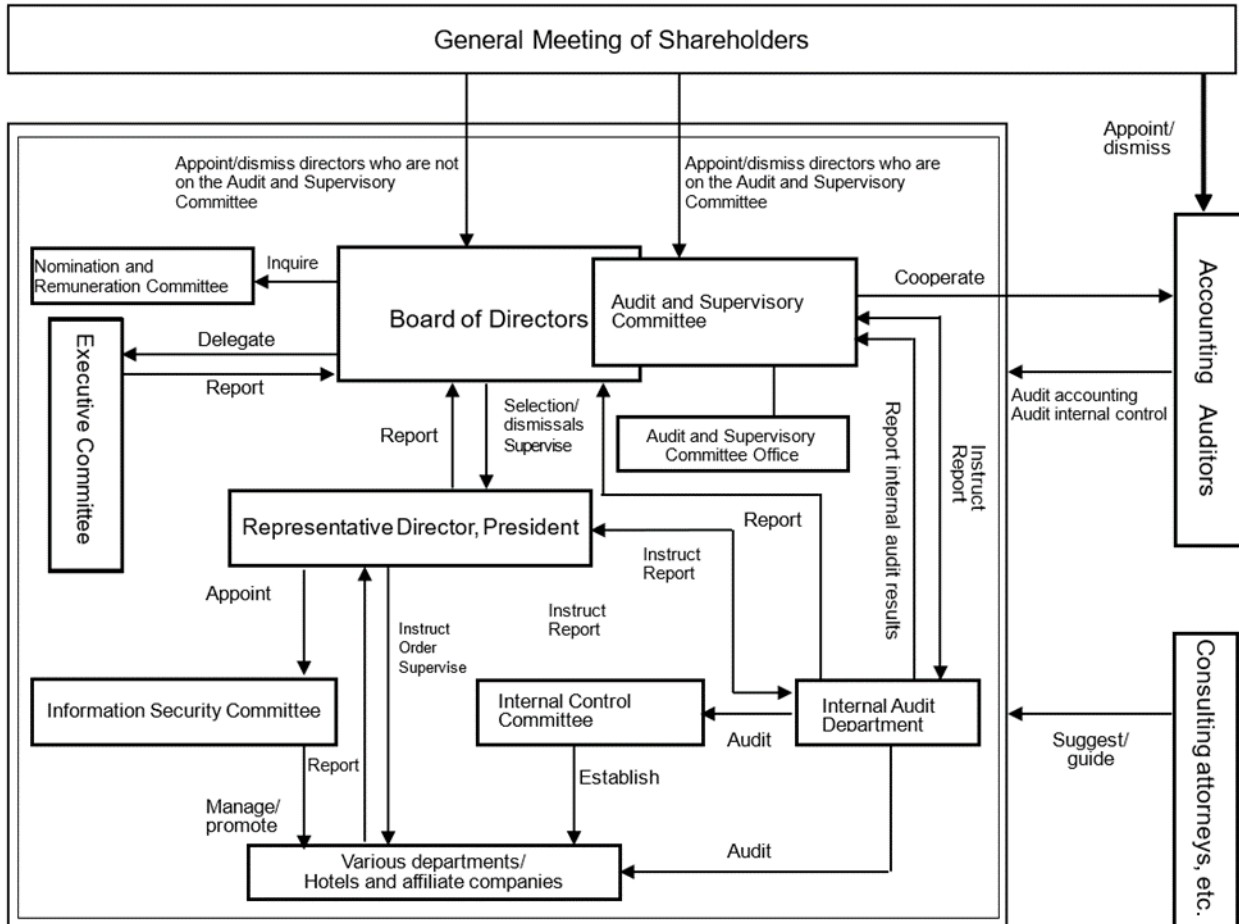 General Meeting of Shareholders
Appoint/
dismiss
Appoint/dismiss directors who are not
on the Audit and Supervisory
Committee
Appoint/dismiss directors who are
on the Audit and Supervisory
Committee
Nomination and
Remuneration Committee
Inquire
Board of Directors
Audit and Supervisory
Committee
Cooperate
Accounting Auditors
Executive Committee
Delegate
Report
Audit accounting
Audit internal control
Selection/
dismissals
Supervise
Report
Audit and Supervisory
Committee Office
Report internal audit results
Instruct
Report
Representative Director, President
Report
Instruct
Report
Appoint
Instruct
Order
Supervise
Instruct
Report
Information Security Committee
Internal Control
Committee
Internal Audit
Department
Audit
Suggest/
guide
Consulting attorneys, etc.
Report
Establish
Manage/
promote
Various departments/
Hotels and affiliate companies
Audit